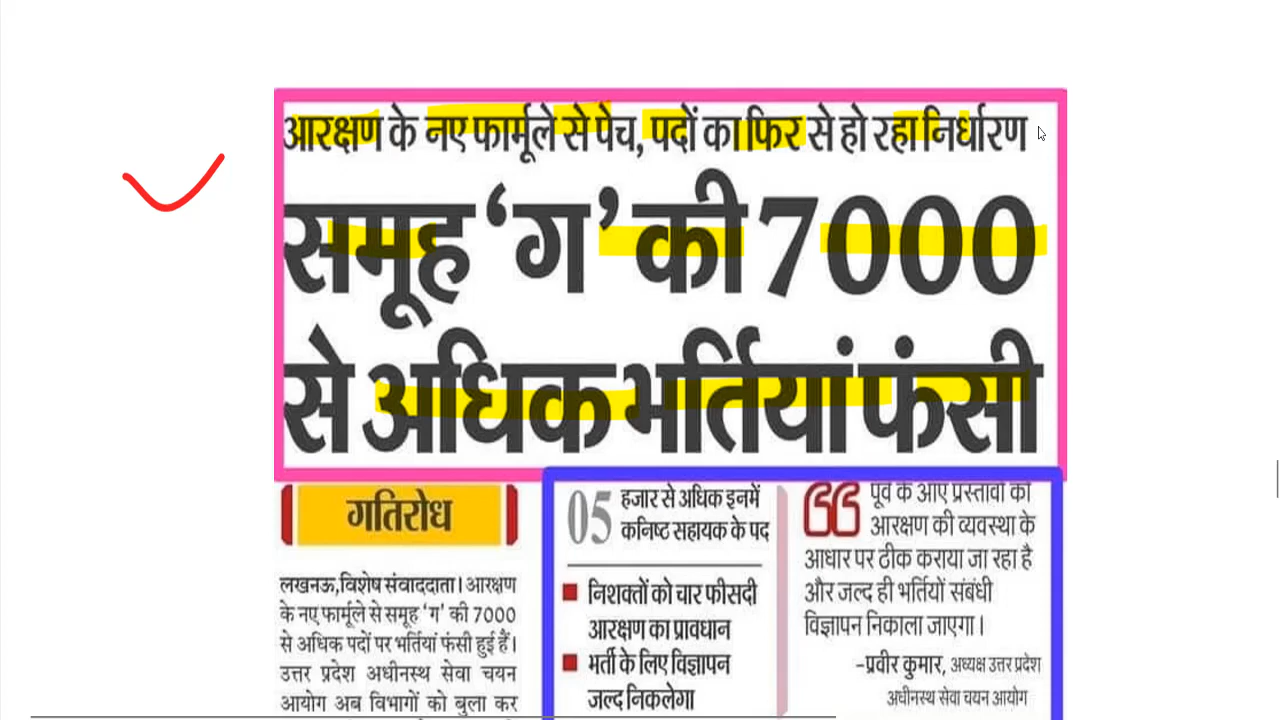 आरक्षण के नए फार्मूले से पेच, पदों का फिर से हो रहा निर्धारण
समूह ‘ग’ की 7000
से अधिक भर्तियां फंसी
गतिरोध
लखनऊ, विशेष संवाददाता। आरक्षण
के नए फार्मूले से समूह ‘ग’ की 7000
से अधिक पदों पर भर्तियां फंसी हुई हैं।
उत्तर प्रदेश अधीनस्थ सेवा चयन
आयोग अब विभागों को बुला कर
05 हजार से अधिक इनमें
कनिष्ट सहायक के पद
निशक्तों को चार फीसदी
आरक्षण का प्रावधान
भर्ती के लिए विज्ञापन
जल्द निकलेगा
पूर्व के आए प्रस्तावों को
आरक्षण की व्यवस्था के
आधार पर ठीक कराया जा रहा है
और जल्द ही भर्तियों संबंधी
विज्ञापन निकाला जाएगा।
-प्रवीर कुमार, अध्यक्ष उत्तर प्रदेश
अधीनस्थ सेवा चयन आयोग